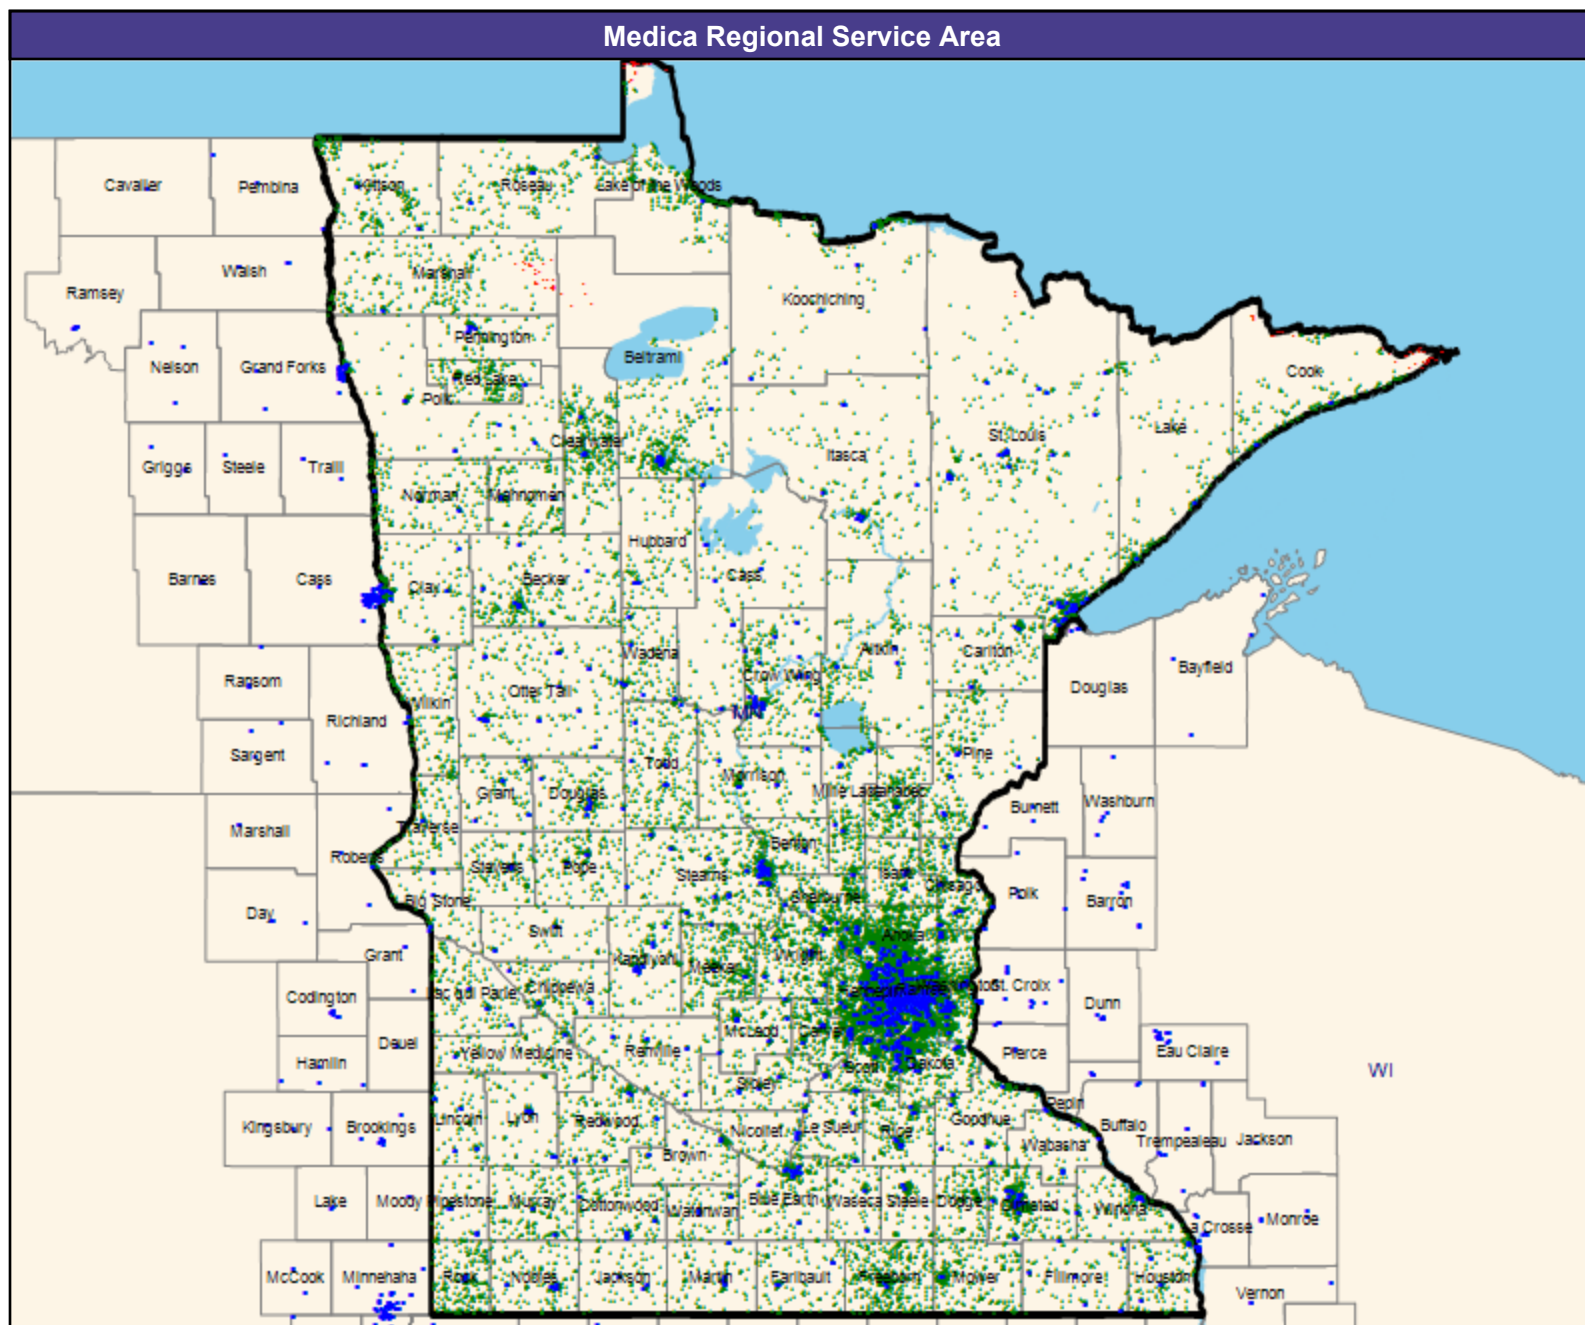 Medica Regional Service Area
Cavalier
Pembina
Kittson
Roseau
Lake of the Woods
Ramsey
Walsh
Marshall
Koochiching
Nelson
Grand Forks
Pennington
Beltrami
Red Lake
Polk
Cook
Lake
St. Louis
Itasca
Clearwater
Griggs
Steele
Traill
Norman
Mahnomen
Hubbard
Cass
Barnes
Cass
Clay
Becker
Wadena
Crow Wing
Aitkin
Carlton
Douglas
Bayfield
Ransom
Richland
Wilkin
Otter Tail
MN
Sargent
Todd
Morrison
Pine
Grant
Douglas
Mille Lacs
Kanabec
Burnett
Washburn
Marshall
Roberts
Traverse
Stevens
Pope
Stearns
Benton
Isanti
Chisago
Polk
Barron
Day
Big Stone
Sherburne
Swift
Grant
Kandiyohi
Meeker
Wright
Anoka
Codington
Lac qui Parle
Chippewa
Hennepin
Ramsey
St. Croix
Dunn
Deuel
Hamlin
Yellow Medicine
Renville
McLeod
Carver
Scott
Dakota
Pierce
Eau Claire
WI
Sibley
Kingsbury
Brookings
Lincoln
Lyon
Redwood
Nicollet
Le Sueur
Rice
Goodhue
Pepin
Buffalo
Trempealeau
Jackson
Brown
Wabasha
Lake
Moody
Pipestone
Murray
Cottonwood
Watonwan
Blue Earth
Waseca
Steele
Dodge
Olmsted
Winona
La Crosse
Monroe
McCook
Minnehaha
Rock
Nobles
Jackson
Martin
Faribault
Freeborn
Mower
Fillmore
Houston
Vernon